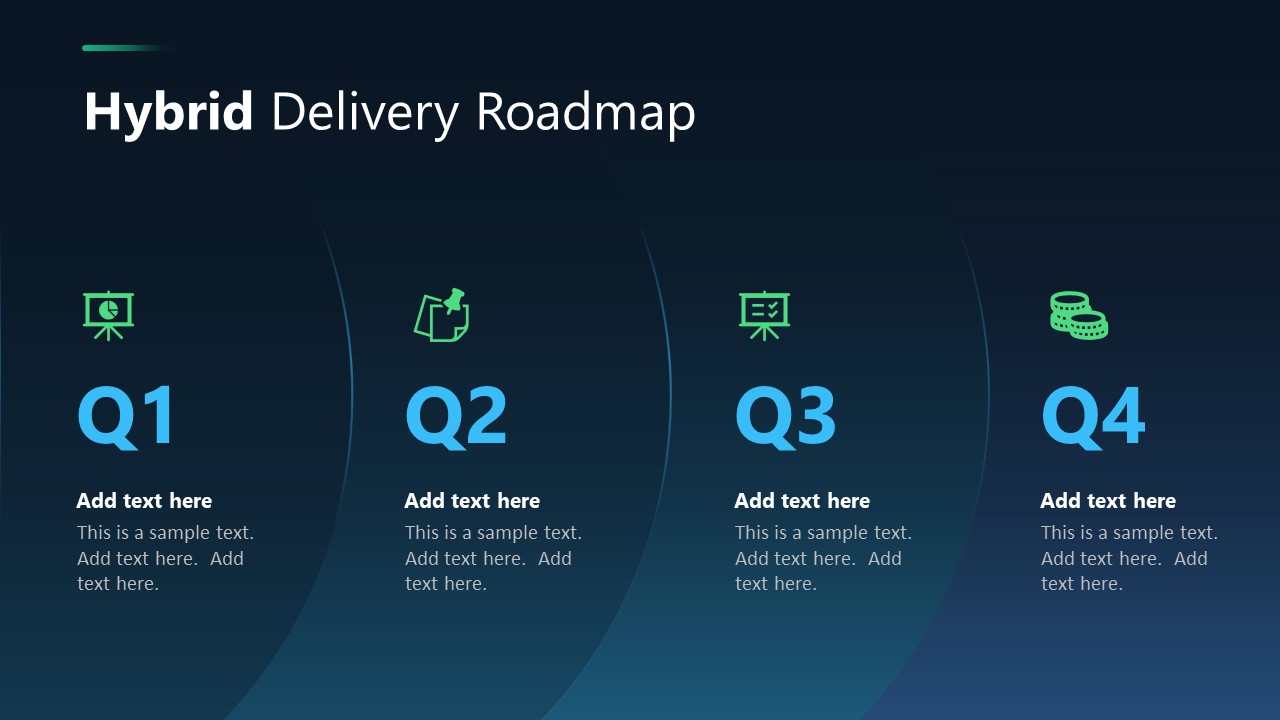 Hybrid Delivery Roadmap
Q1
Add text here
This is a sample text.
Add text here.  Add
text here.
Q2
Add text here
This is a sample text.
Add text here.  Add
text here.
Q3
Add text here
This is a sample text.
Add text here.  Add
text here.
Q4
Add text here
This is a sample text.
Add text here.  Add
text here.